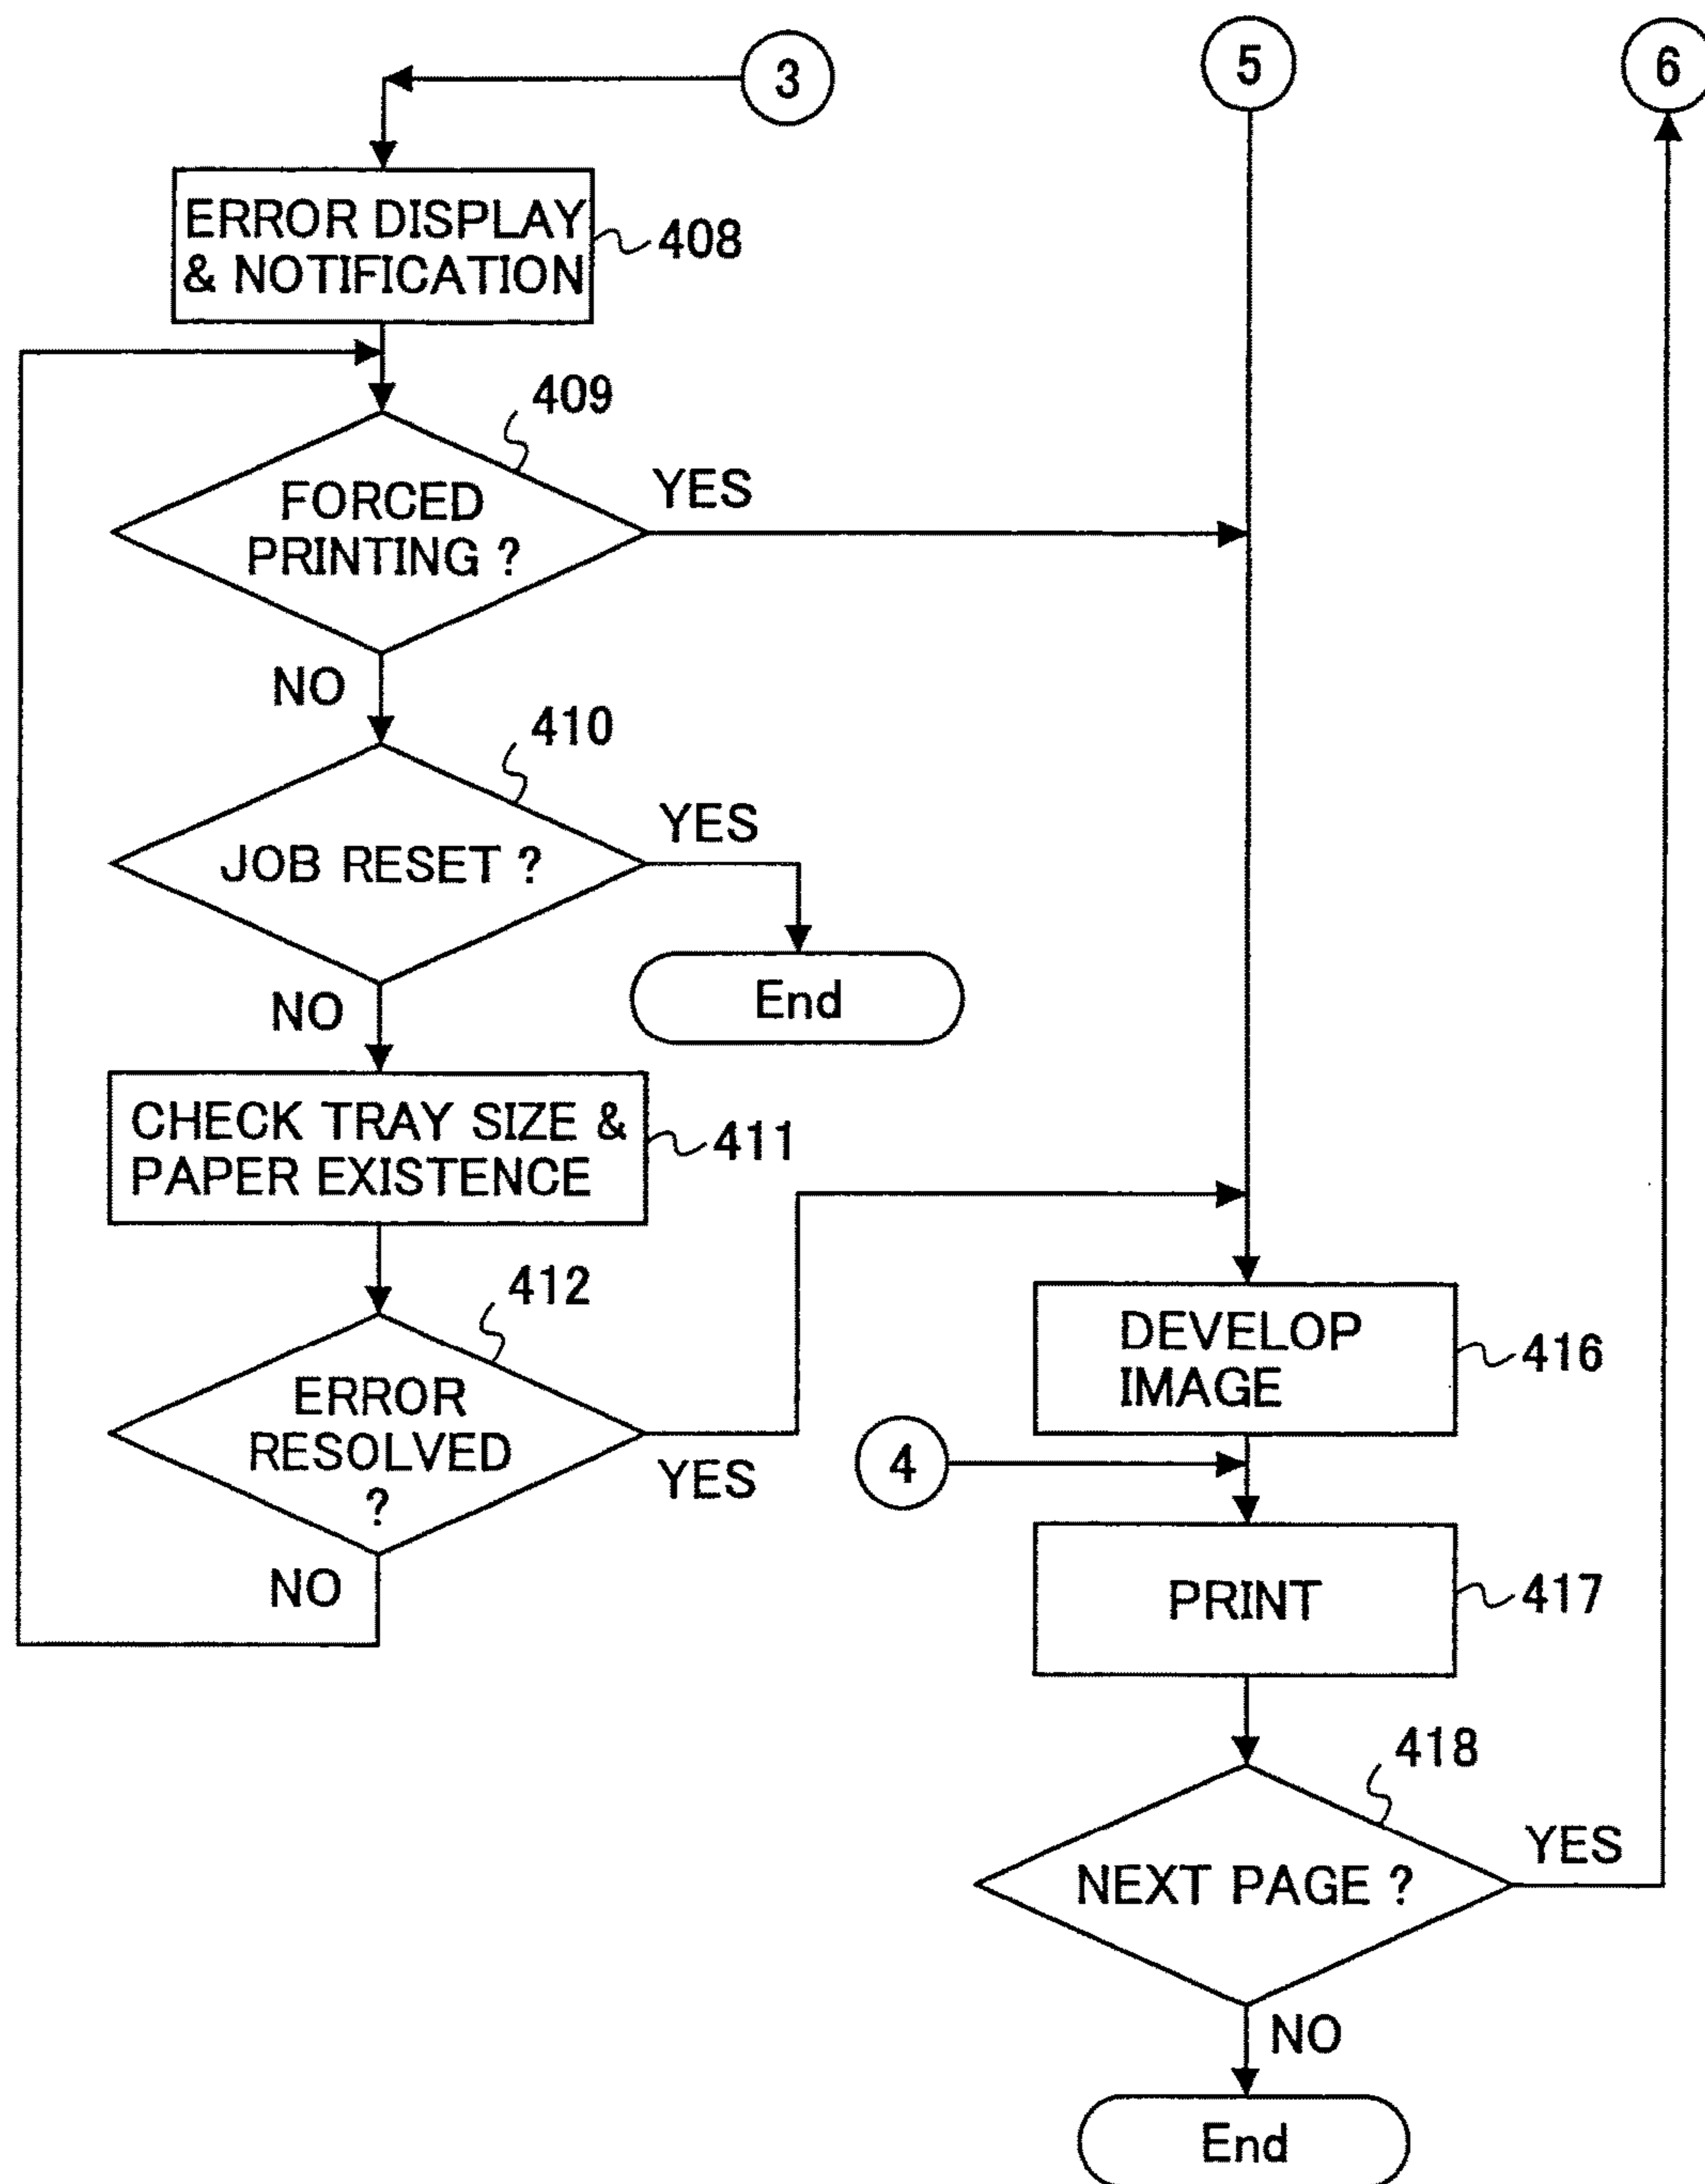 3
5
6
ERROR DISPLAY
& NOTIFICATION
408
409
FORCED
PRINTING ?
YES
NO
410
JOB RESET ?
YES
End
NO
CHECK TRAY SIZE &
PAPER EXISTENCE
411
412
ERROR
RESOLVED
?
YES
NO
DEVELOP
IMAGE
416
4
PRINT
417
418
NEXT PAGE ?
YES
NO
End